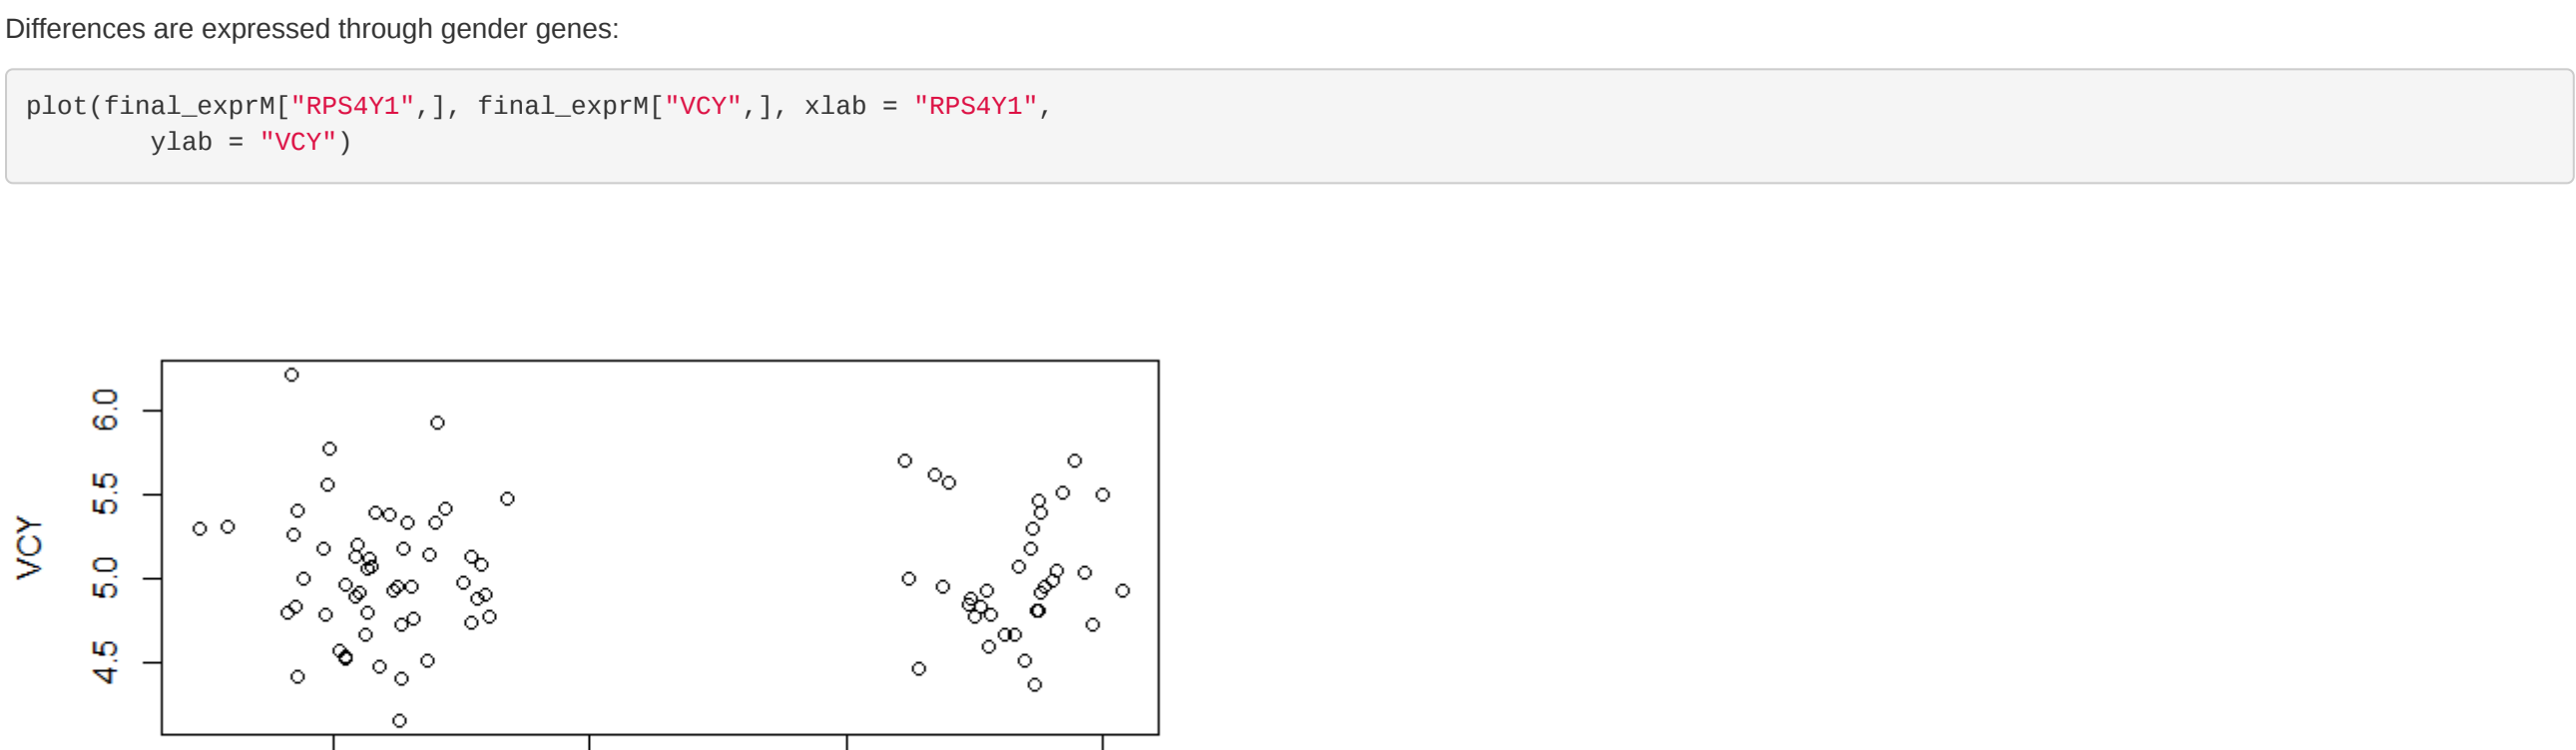 Differences are expressed through gender genes:
plot(final_exprM["RPS4Y1",], final_exprM["VCY",], xlab = "RPS4Y1",
ylab = "VCY")
6.0
5.5
5.0
4.5
VCY